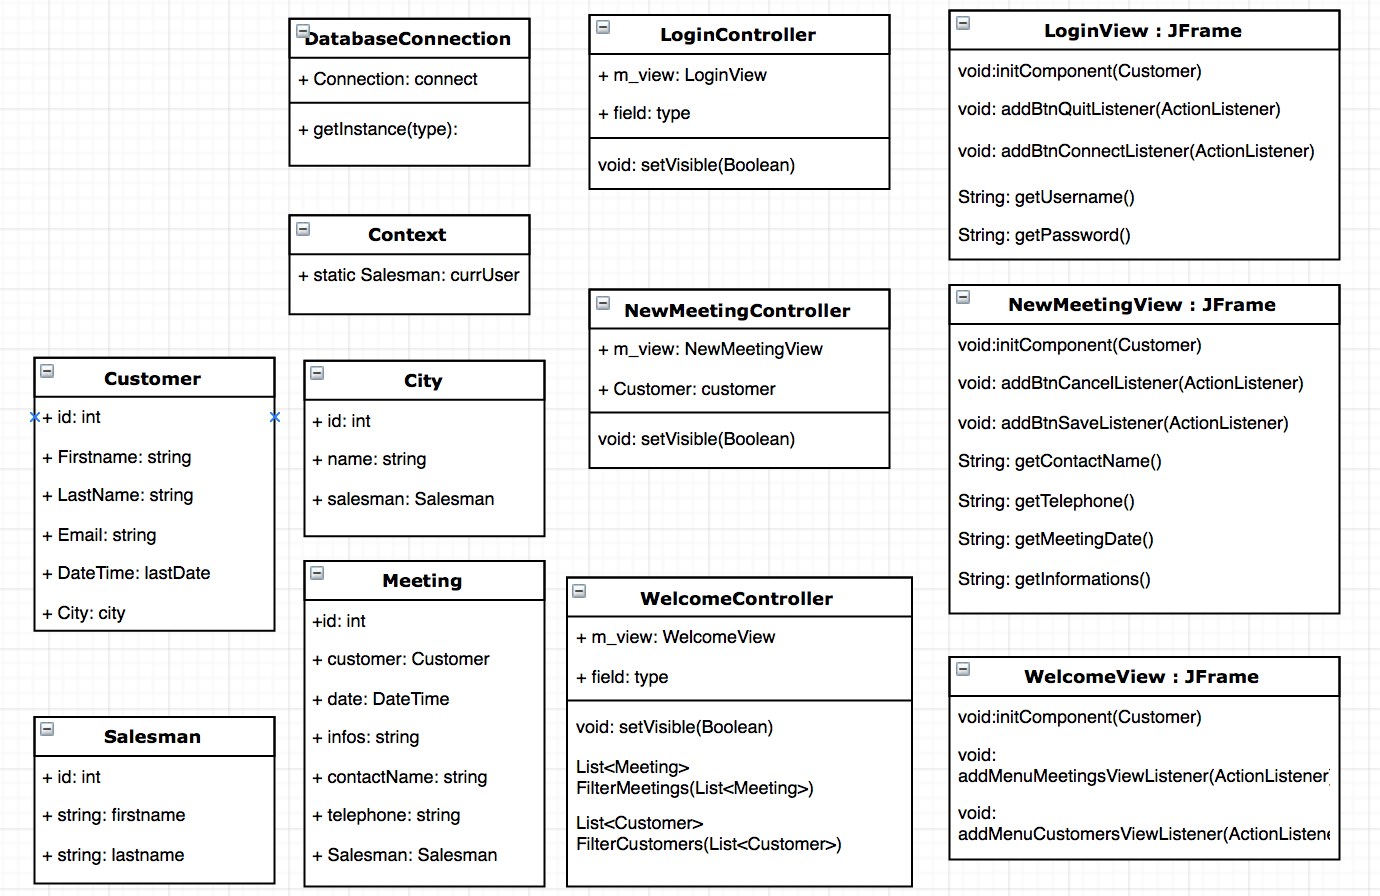 DatabaseConnection
+ Connection: connect
+ getInstance(type):
LoginController
+ m_view: LoginView
+ field: type
void: setVisible(Boolean)
LoginView : JFrame
void:initComponent(Customer)
void: addBtnQuitListener(ActionListener)
void: addBtnConnectListener(ActionListener)
String: getUsername()
String: getPassword()
Context
+ static Salesman: currUser
NewMeetingController
+ m_view: NewMeetingView
+ Customer: customer
void: setVisible(Boolean)
NewMeetingView : JFrame
void:initComponent(Customer)
void: addBtnCancelListener(ActionListener)
void: addBtnSaveListener(ActionListener)
String: getContactName()
String: getTelephone()
String: getMeetingDate()
String: getInformations()
Customer
+ id: int
+ Firstname: string
+ LastName: string
+ Email: string
+ DateTime: lastDate
+ City: city
City
+ id: int
+ name: string
+ salesman: Salesman
Meeting
+id: int
+ customer: Customer
+ date: DateTime
+ infos: string
+ contactName: string
+ telephone: string
+ Salesman: Salesman
WelcomeController
+ m_view: WelcomeView
+ field: type
void: setVisible(Boolean)
List<Meeting>
FilterMeetings(List<Meeting>)
List<Customer>
FilterCustomers(List<Customer>)
WelcomeView : JFrame
void:initComponent(Customer)
void:
addMenuMeetingsViewListener(ActionListener)
void:
addMenuCustomersViewListener(ActionListene
Salesman
+ id: int
+ string: firstname
+ string: lastname